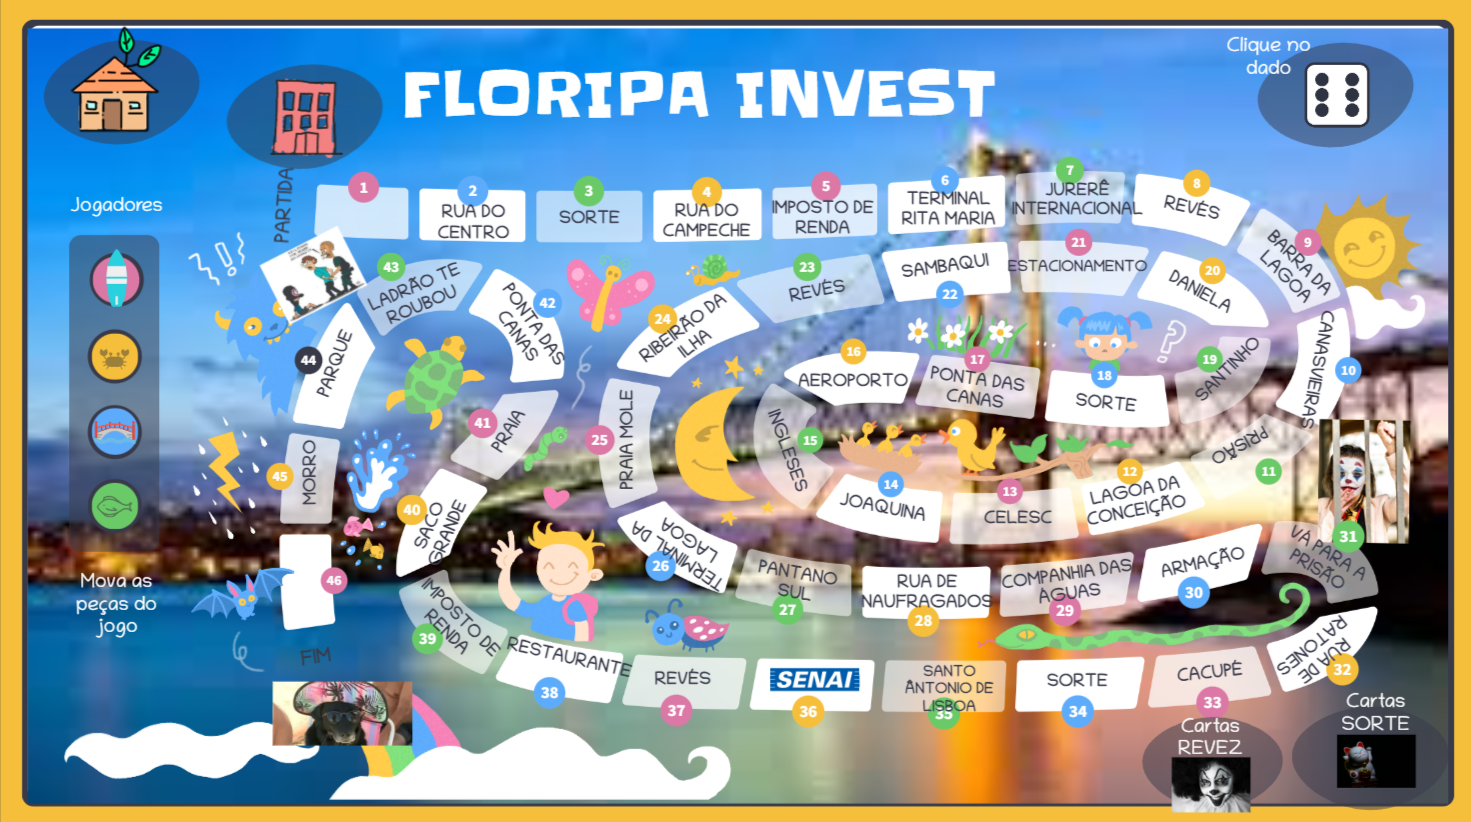 FLORIPA INVEST
Clique no
dado
Jogadores
Mova as
peças do
jogo
PARTIDA
1
2
RUA DO
CENTRO
3
SORTE
4
RUA DO
CAMPECHE
5
IMPOSTO DE
RENDA
6
TERMINAL
RITA MARIA
7
JURERÊ
INTERNACIONAL
8
REVÉS
9
BARRA DA
LAGOA
10
CANASVIEIRAS
11
PRISÃO
12
LAGOA DA
CONCEIÇÃO
13
CELESC
14
JOAQUINA
15
INGLESES
16
AEROPORTO
17
PONTA DAS
CANAS
18
SORTE
19
SANTINHO
20
DANIELA
21
ESTACIONAMENTO
22
SAMBAQUI
23
REVÉS
24
RIBEIRÃO DA
ILHA
25
PRAIA MOLE
26
TERMINAL DA
LAGOA
27
PANTANO
SUL
28
RUA DE
NAUFRAGADOS
29
COMPANHIA DAS
ÁGUAS
30
ARMAÇÃO
31
VÁ PARA A
PRISÃO
32
RUA DE
RATONES
33
CACUPÉ
34
SORTE
35
SANTO
ÂNTONIO DE
LISBOA
36
SENAI
37
REVÉS
38
RESTAURANTE
39
IMPOSTO DE
RENDA
40
SACO
GRANDE
41
PRAIA
42
PONTA DAS
CANAS
43
LADRÃO TE
ROUBOU
44
PARQUE
45
MORRO
46
FIM
Cartas
REVEZ
Cartas
SORTE